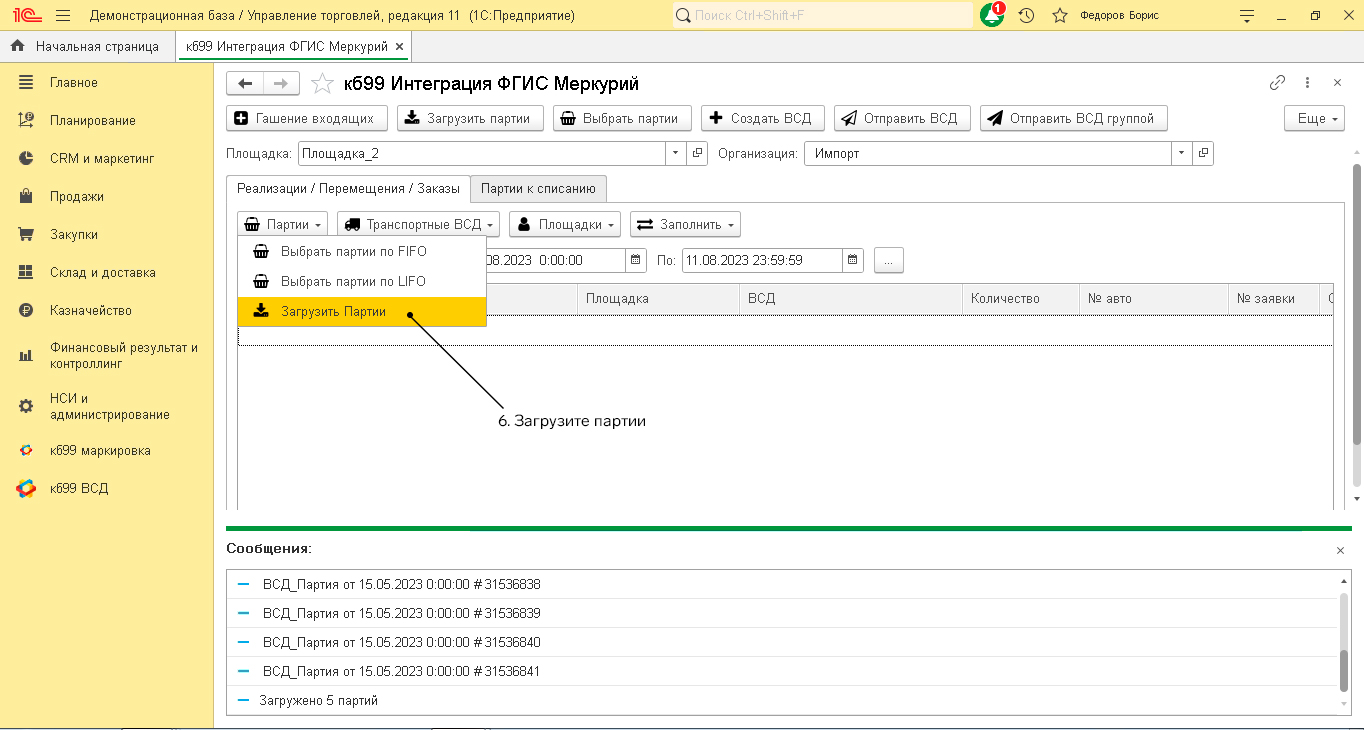 1С Демонстрационная база / Управление торговлей, редакция 11 (1С:Предприятие)
Поиск Ctrl+Shift+F
1
Федоров Борис
Начальная страница
кб99 Интеграция ФГИС Меркурий ×
Главное
Планирование
CRM и маркетинг
Продажи
Закупки
Склад и доставка
Казначейство
Финансовый результат и
контроллинг
НСИ и
администрирование
кб99 маркировка
кб99 ВСД
кб99 Интеграция ФГИС Меркурий
Гашение входящих
Загрузить партии
Выбрать партии
Создать ВСД
Отправить ВСД
Отправить ВСД группой
Еще
Площадка: Площадка_2
Организация: Импорт
Реализации / Перемещения / Заказы
Партии к списанию
Партии
Транспортные ВСД
Площадки
Заполнить
Выбрать партии по FIFO
Выбрать партии по LIFO
Загрузить Партии
08.2023 0:00:00
По: 11.08.2023 23:59:59
...
Площадка
ВСД
Количество
№ авто
№ заявки
6. Загрузите партии
Сообщения:
ВСД_Партия от 15.05.2023 0:00:00 #31536838
ВСД_Партия от 15.05.2023 0:00:00 #31536839
ВСД_Партия от 15.05.2023 0:00:00 #31536840
ВСД_Партия от 15.05.2023 0:00:00 #31536841
Загружено 5 партий